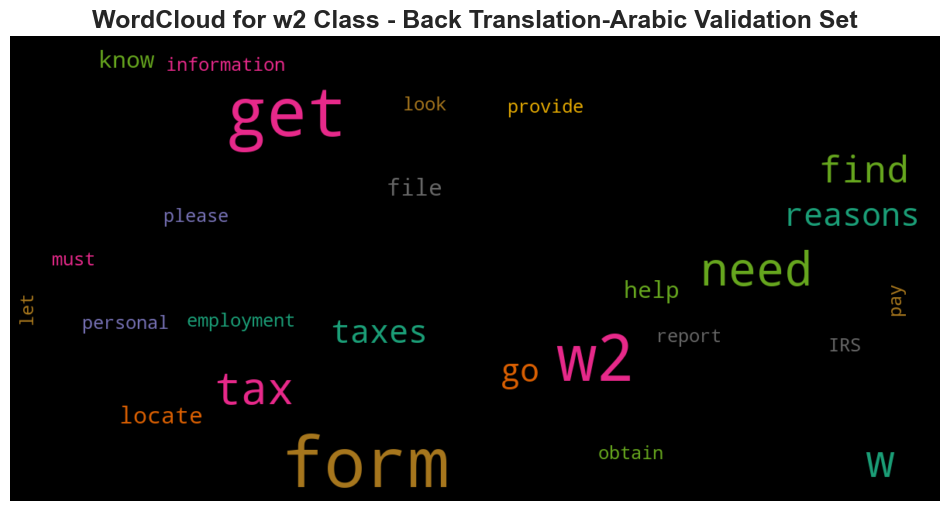 WordCloud for w2 Class - Back Translation-Arabic Validation Set
know
information
get
look
provide
find
file
reasons
please
must
need
help
let
pay
personal
employment
taxes
report
IRS
w2
go
tax
locate
form
obtain
W